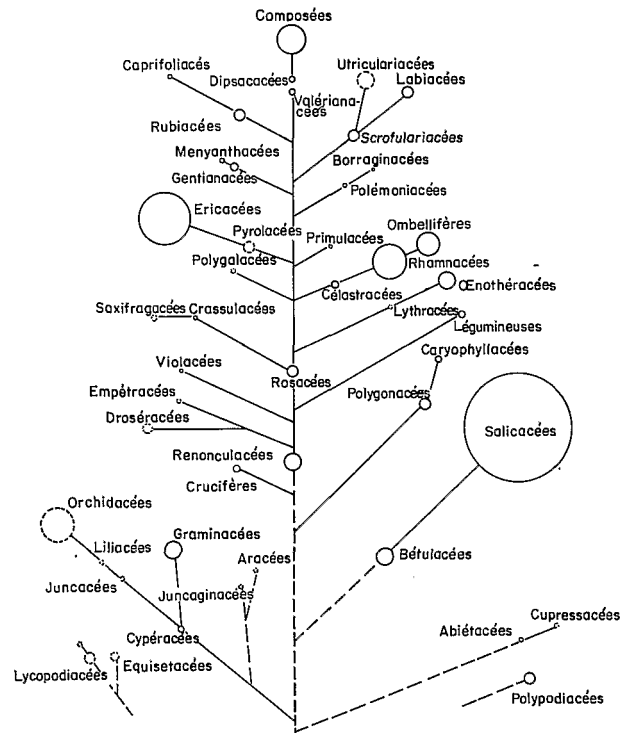 Composées
Utriculariacées
Caprifoliacés
Dipsacacées
Labiacées
Valériana-
cées
Rubiacées
Scrofulariacées
Menyanthacées
Borraginacées
Gentianacées
Polémoniacées
Ericacées
Ombellifères
Pyrolacées
Primulacées
Polygalacées
Rhamnacées
Célastracées
Œnothéracées
Saxifragacées
Crassulacées
Lythracées
Légumineuses
Violacées
Caryophyllacées
Rosacées
Empétracées
Polygonacées
Droséracées
Salicacées
Renonculacées
Crucifères
Orchidacées
Graminacées
Liliacées
Aracées
Bétulacées
Juncacées
Juncaginacées
Cupressacées
Cypéracées
Abiétacées
Lycopodiacées
Equisetacées
Polypodiacées